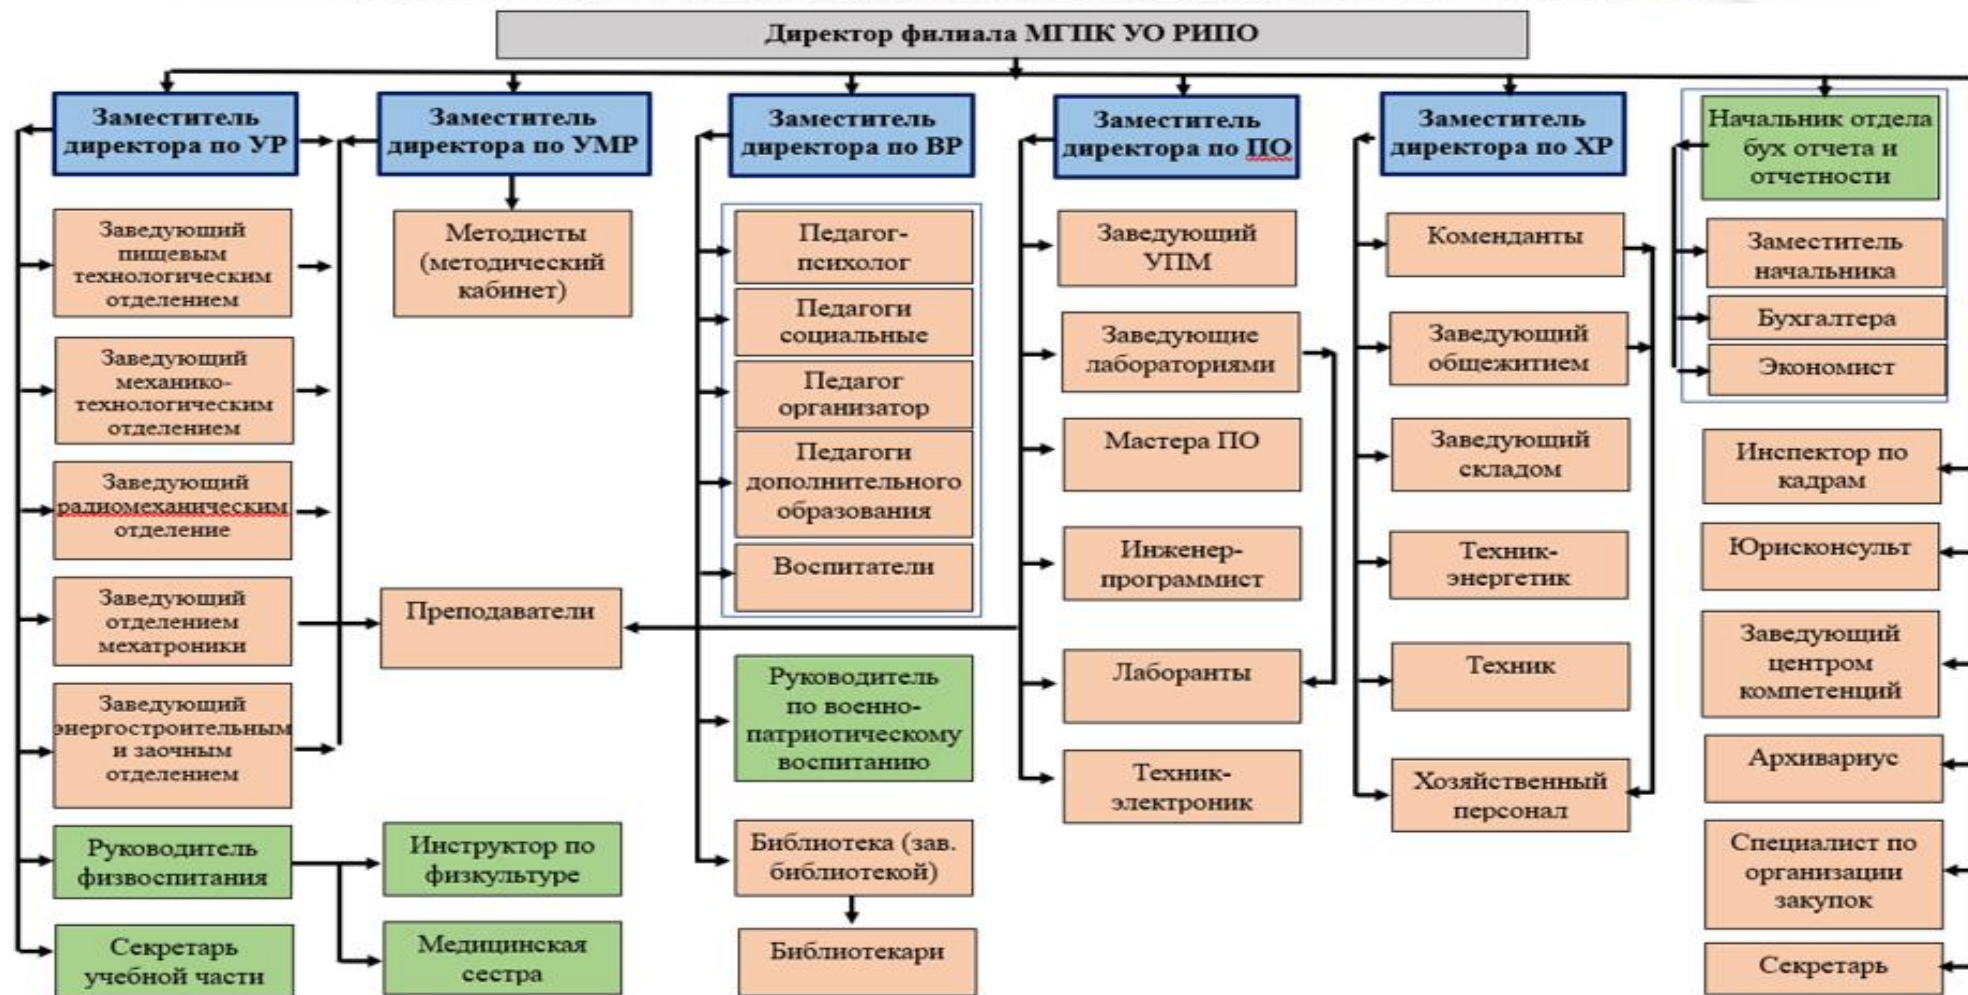 Директор филиала МГПК УО РИПО
Заместитель
директора по УР
Заместитель
директора по УМР
Заместитель
директора по ВР
Заместитель
директора по ПО
Заместитель
директора по ХР
Начальник отдела
бух отчета и
отчетности
Заведующий
пищевым
технологическим
отделением
Заведующий
механико-
технологическим
отделением
Заведующий
радиомеханическим
отделение
Заведующий
отделением
мехатроники
Заведующий
энергостроительным
и заочным
отделением
Руководитель
физвоспитания
Секретарь
учебной части
Методисты
(методический
кабинет)
Преподаватели
Инструктор по
физкультуре
Медицинская
сестра
Педагог-
психолог
Педагоги
социальные
Педагог
организатор
Педагоги
дополнительного
образования
Воспитатели
Руководитель
по военно-
патриотическому
воспитанию
Библиотека (зав.
библиотекой)
Библиотекари
Заведующий
УПМ
Заведующие
лабораториями
Мастера ПО
Инженер-
программист
Лаборанты
Техник-
электроник
Коменданты
Заведующий
общежитием
Заведующий
складом
Техник-
энергетик
Техник
Хозяйственный
персонал
Заместитель
начальника
Бухгалтера
Экономист
Инспектор по
кадрам
Юрисконсульт
Заведующий
центром
компетенций
Архивариус
Специалист по
организации
закупок
Секретарь